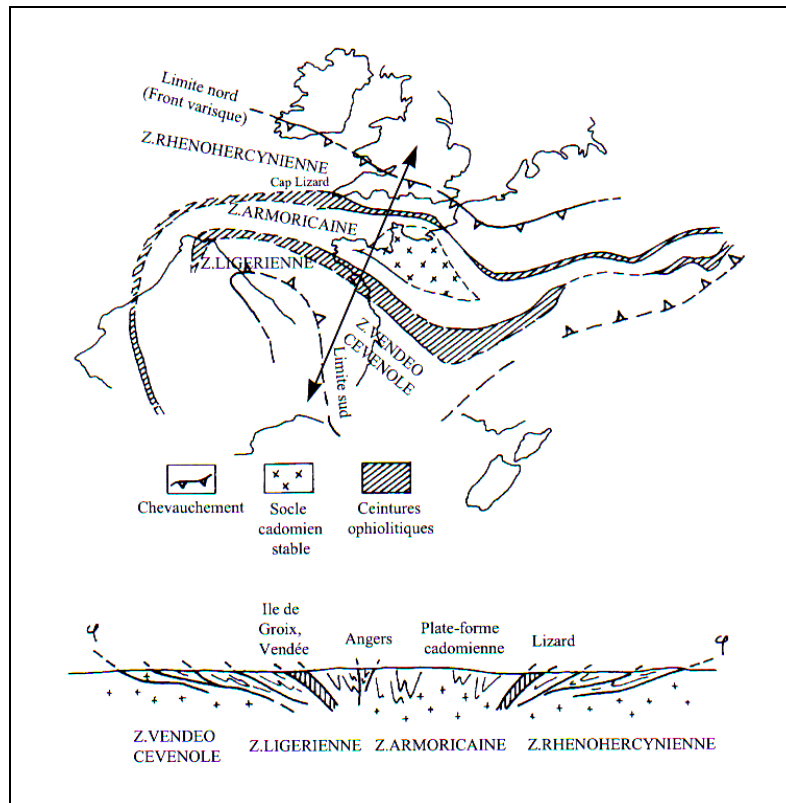 Limite nord
(Front varisque)
Z.RHENOHERCYNIENNE
Cap Lizard
Z.ARMORICAINE
Z.LIGERIENNE
Z.VENDEO
CEVENOLE
Limite sud
Chevauchement
Socle
cadomien
stable
Ceintures
ophiolitiques
Ile de
Groix,
Vendée
Angers
Plate-forme
cadomienne
Lizard
φ
φ
Z.VENDEO
CEVENOLE
Z.LIGERIENNE
Z.ARMORICAINE
Z.RHENOHERCYNIENNE